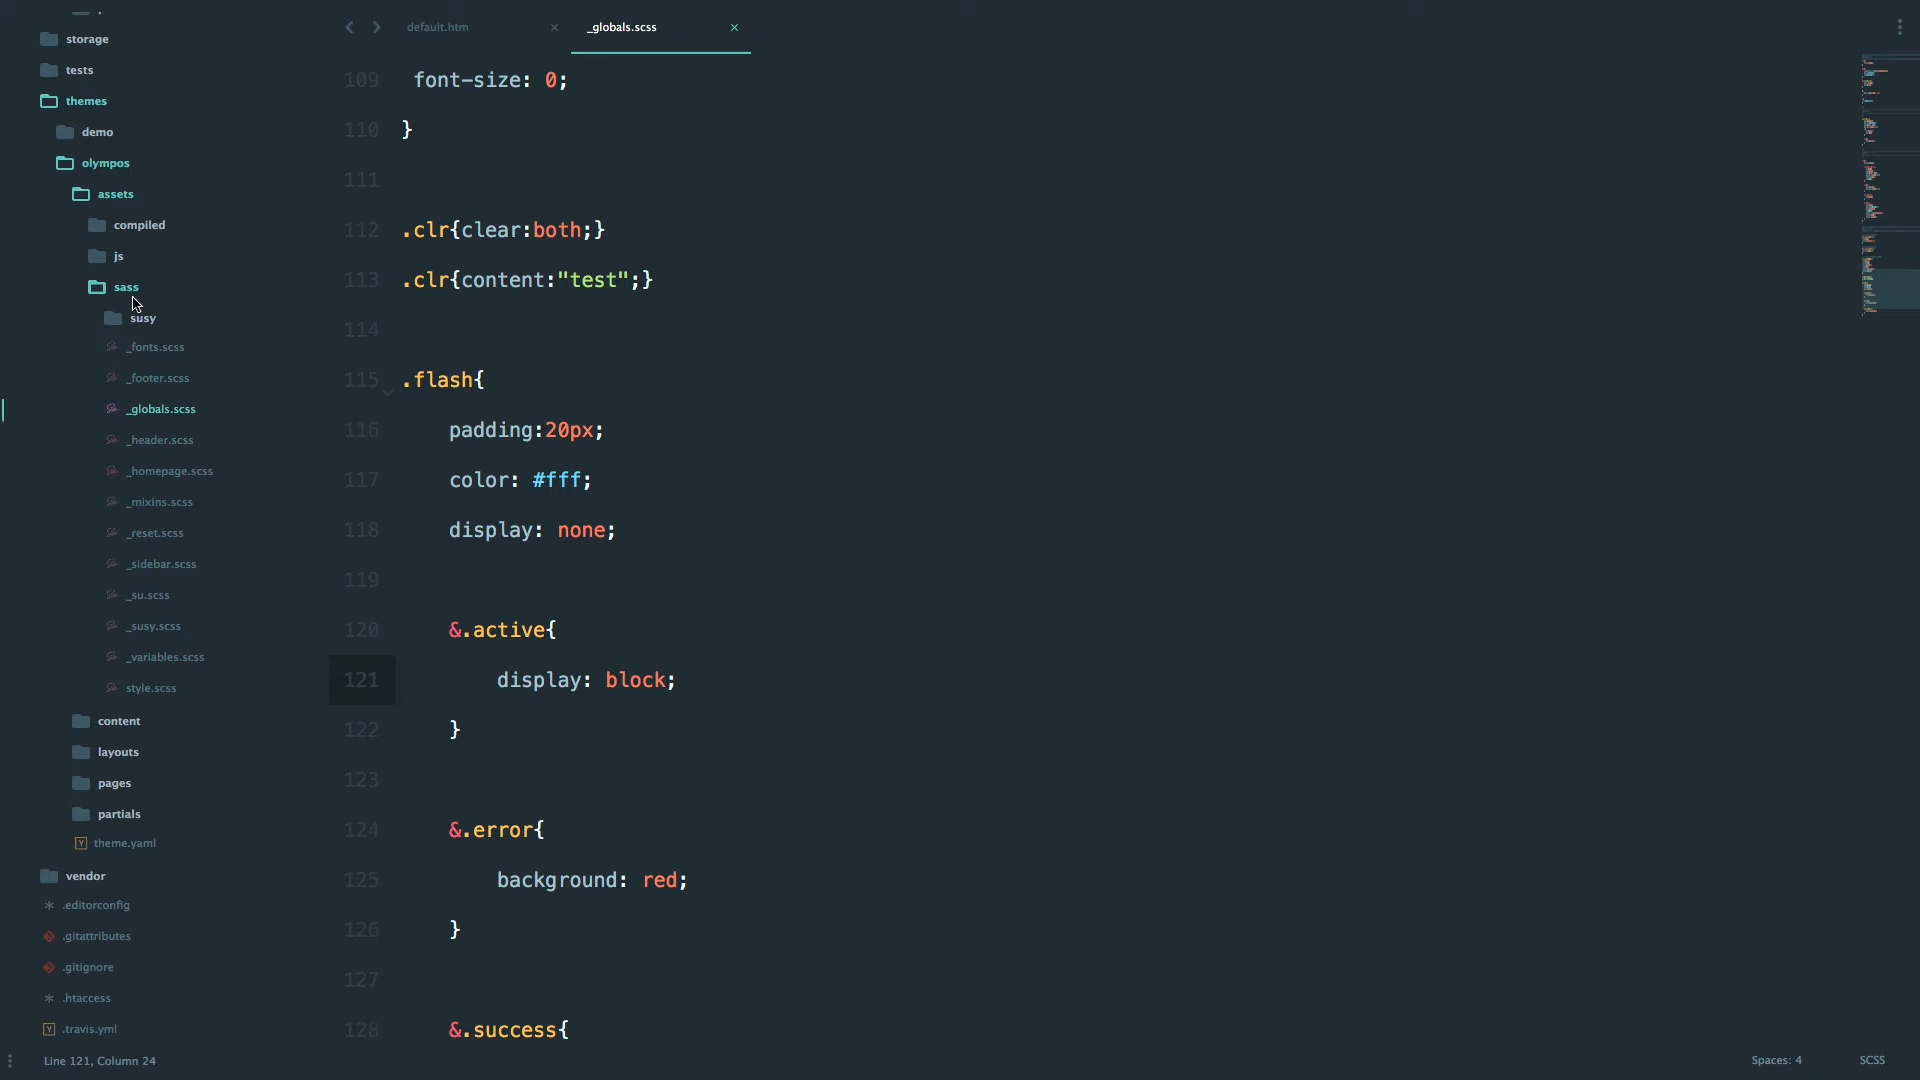 storage
tests
themes
demo
olympos
assets
compiled
js
sass
susy
_fonts.scss
_footer.scss
_globals.scss
_header.scss
_homepage.scss
_mixins.scss
_reset.scss
_sidebar.scss
_su.scss
_susy.scss
_variables.scss
style.scss
content
layouts
pages
partials
theme.yaml
vendor
.editorconfig
.gitattributes
.gitignore
.htaccess
.travis.yml
default.htm
_globals.scss
109 font-size: 0;
110 }
111
112 .clr{clear:both;}
113 .clr{content:"test";}
114
115 .flash{
116 padding:20px;
117 color: #fff;
118 display: none;
119
120 &.active{
121 display: block;
122 }
123
124 &.error{
125 background: red;
126 }
127
128 &.success{
Line 121, Column 24
Spaces: 4
SCSS